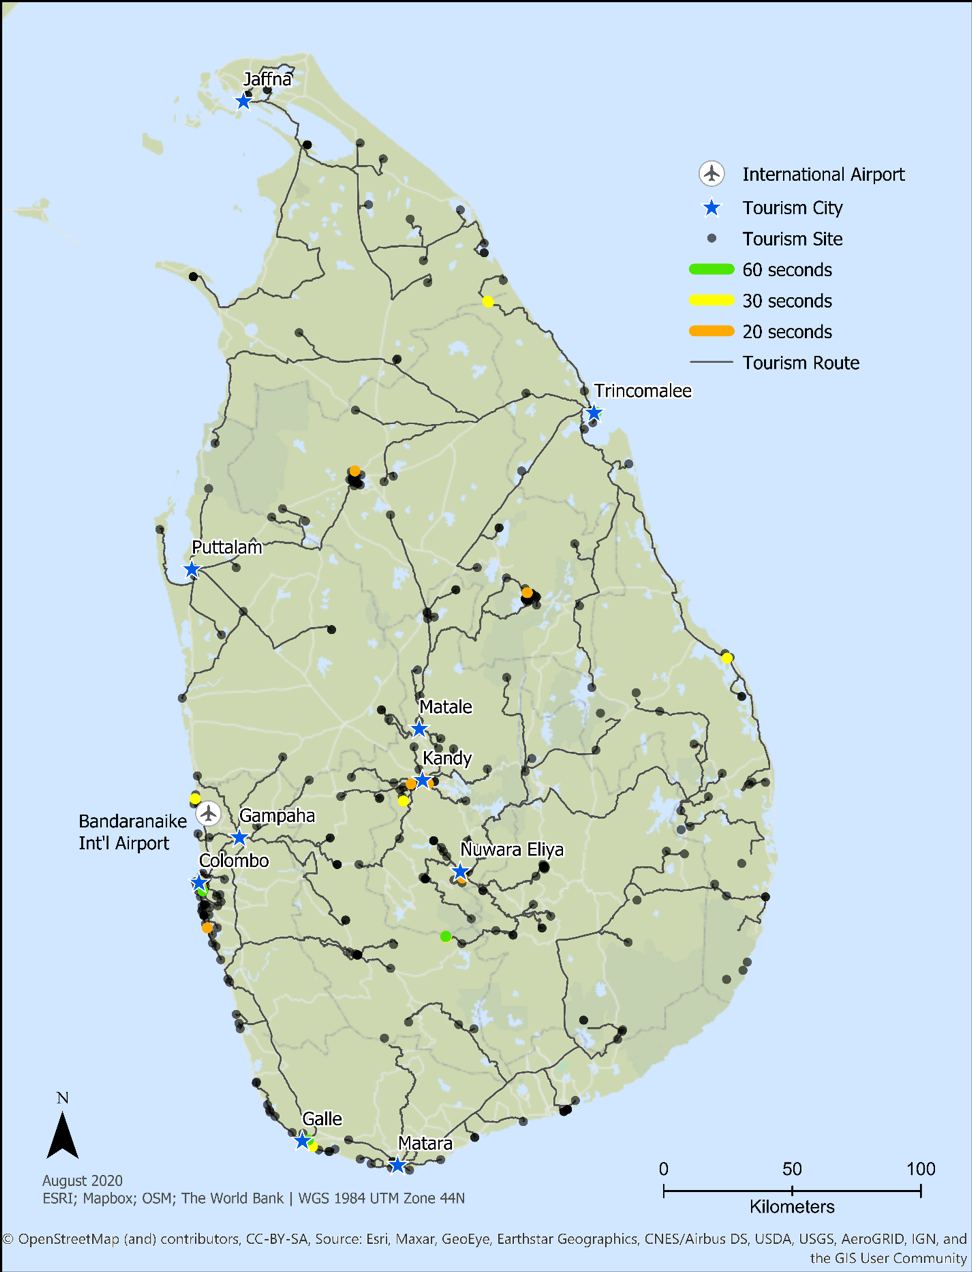 Jaffna
International Airport
Tourism City
Tourism Site
60 seconds
30 seconds
20 seconds
Tourism Route
Trincomalee
Puttalam
Matale
Kandy
Bandaranaike
Int'l Airport
Gampaha
Colombo
Nuwara Eliya
N
Galle
Matara
0 50 100
Kilometers
August 2020
ESRI; Mapbox; OSM; The World Bank | WGS 1984 UTM Zone 44N
© OpenStreetMap (and) contributors, CC-BY-SA, Source: Esri, Maxar, GeoEye, Earthstar Geographics, CNES/Airbus DS, USDA, USGS, AeroGRID, IGN, and
the GIS User Community